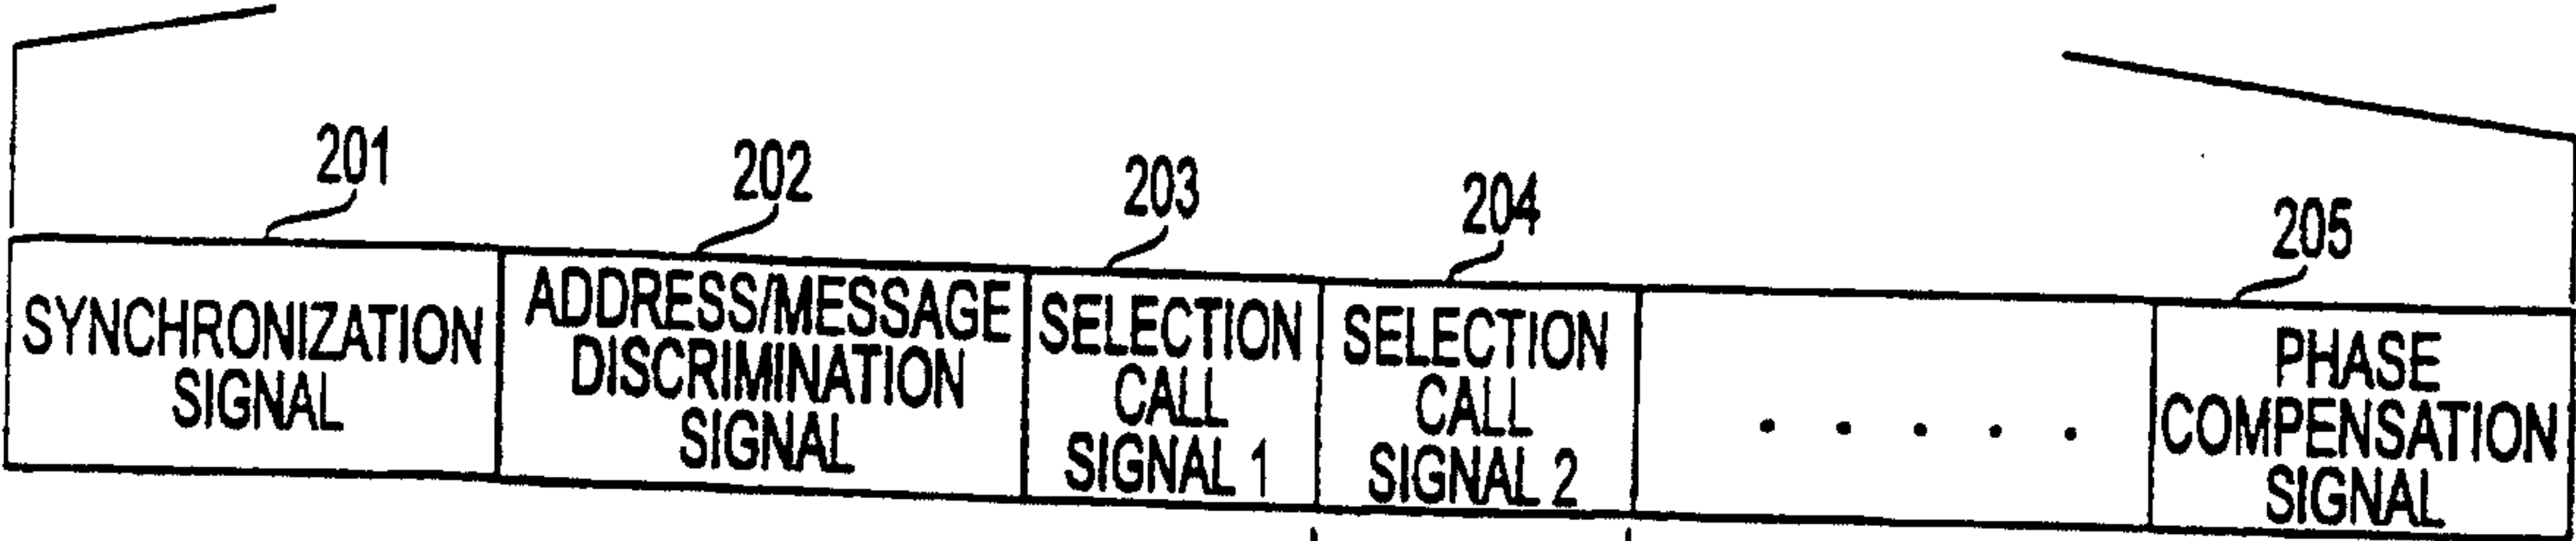 201
202
203
204
205
SYNCHRONIZATION
SIGNAL
ADDRESS/MESSAGE
DISCRIMINATION
SIGNAL
SELECTION
CALL
SIGNAL 1
SELECTION
CALL
SIGNAL 2
. . . . .
PHASE
COMPENSATION
SIGNAL